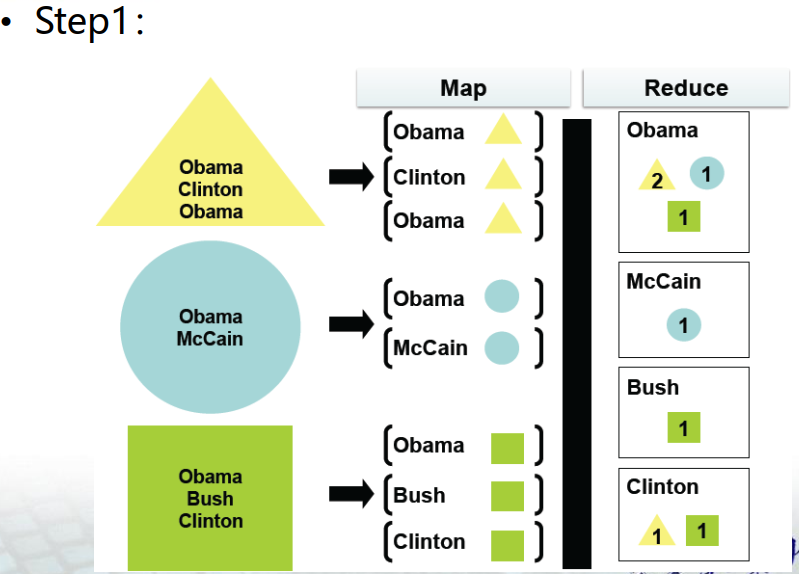 • Step1:
Map
Reduce
Obama
Clinton
Obama
Obama
Clinton
Obama
Obama
2
1
1
Obama
McCain
Obama
McCain
McCain
1
Obama
Bush
Clinton
Obama
Bush
Clinton
Bush
1
Clinton
1
1